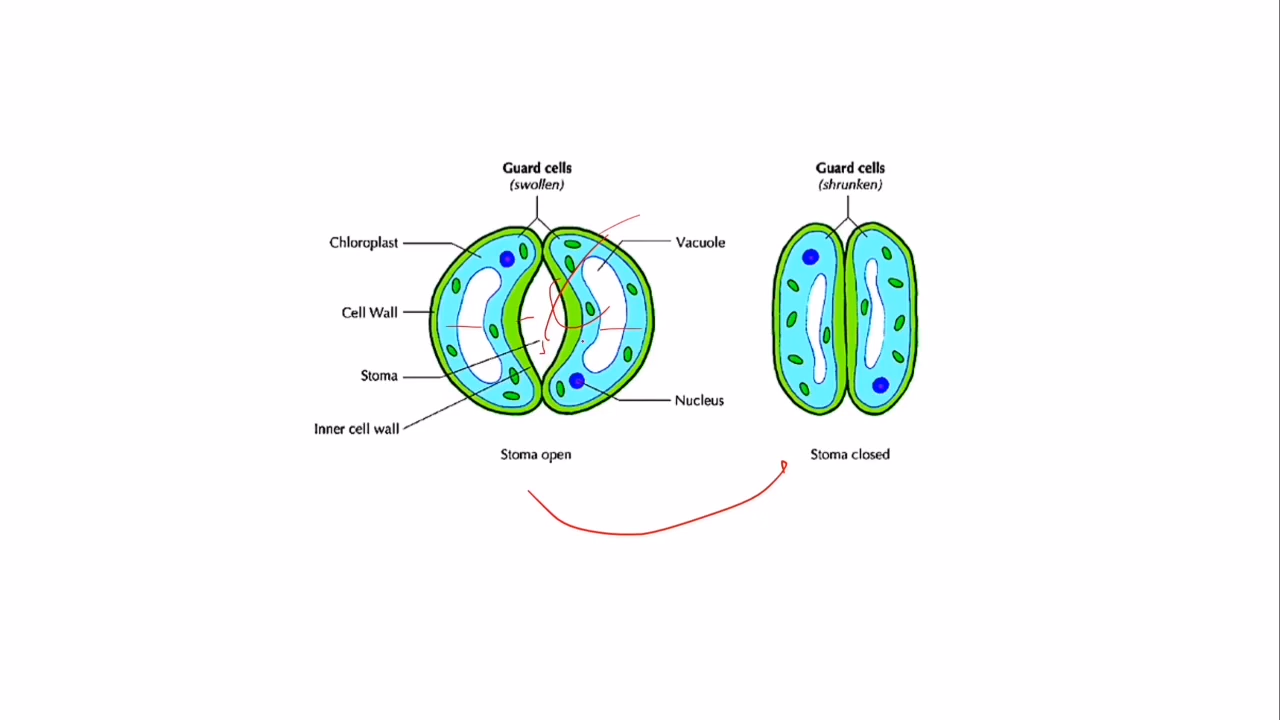 Guard cells
(swollen)
Guard cells
(shrunken)
Chloroplast
Vacuole
Cell Wall
Stoma
Nucleus
Inner cell wall
Stoma open
Stoma closed